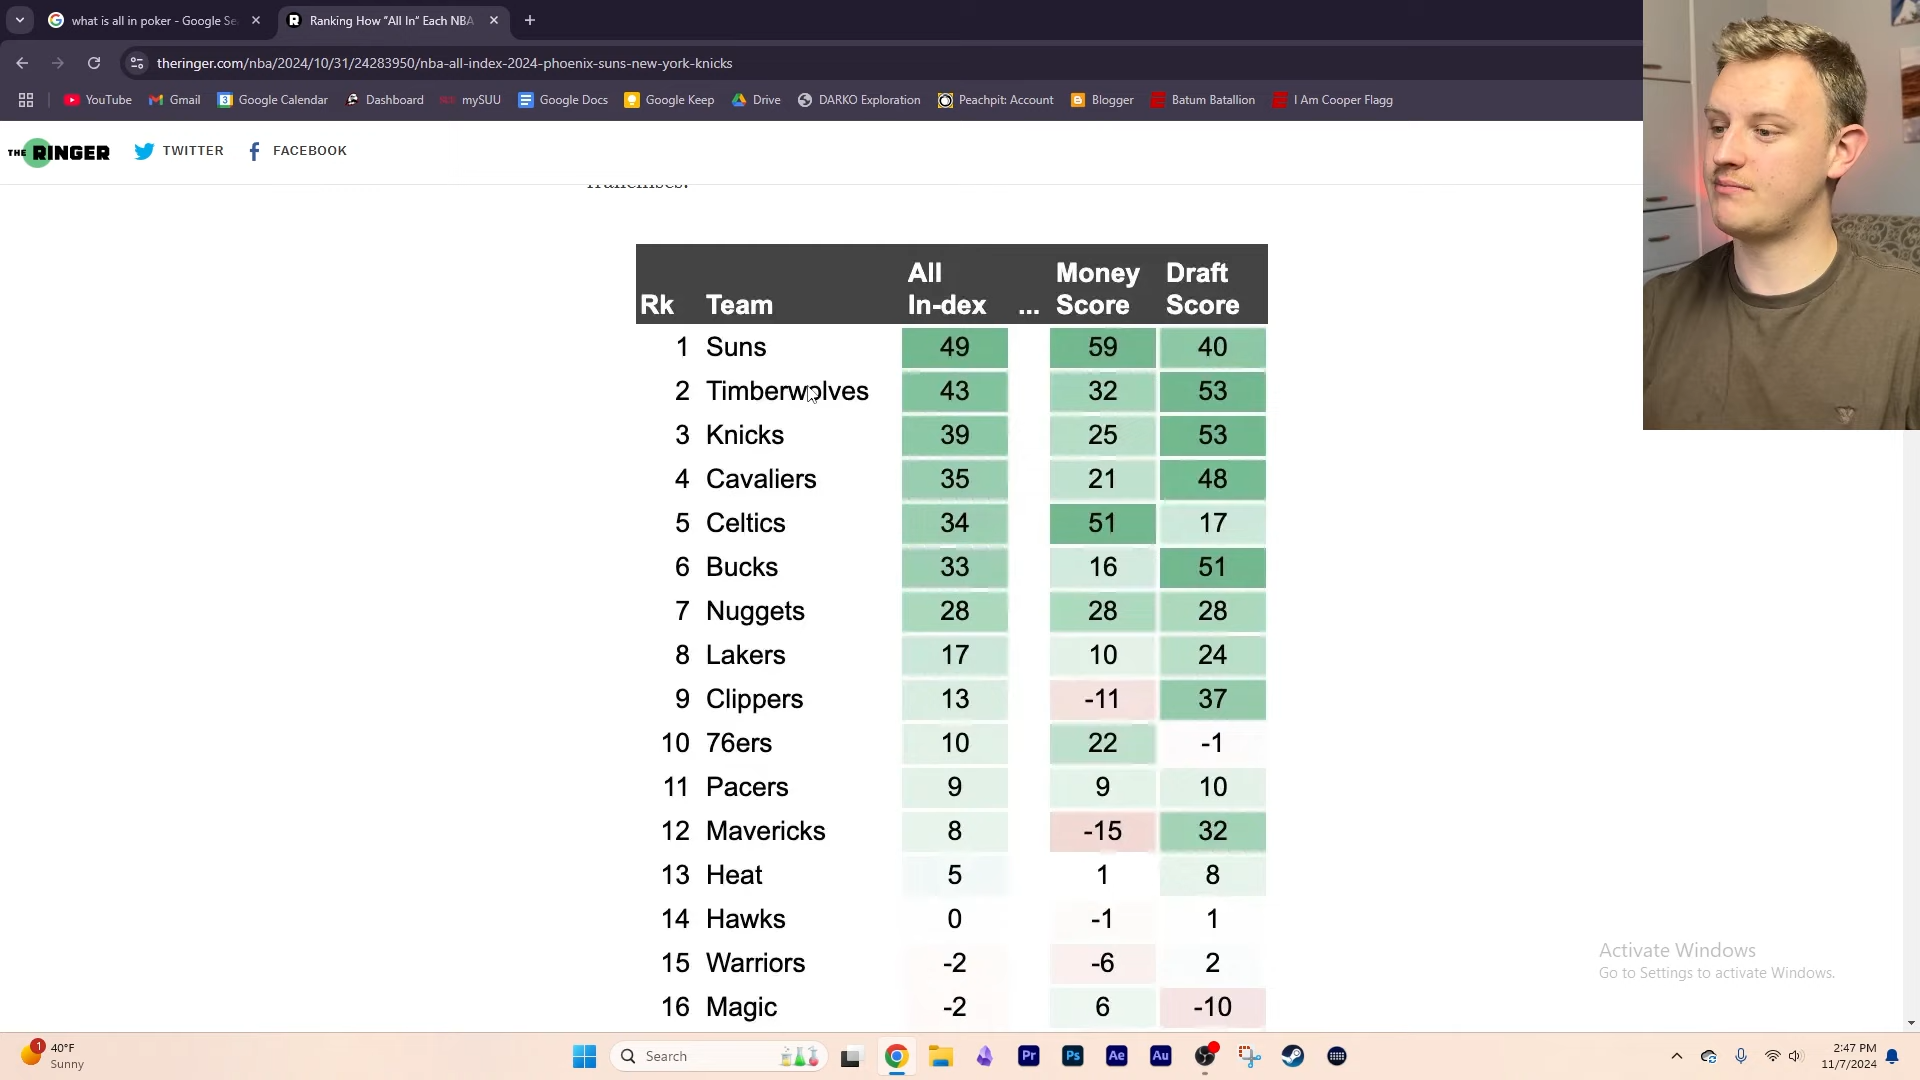 what is all in poker - Google Se
Ranking How "All In" Each NBA
theringer.com/nba/2024/10/31/24283950/nba-all-index-2024-phoenix-suns-new-york-knicks
YouTube Gmail Google Calendar Dashboard mySUU Google Docs Google Keep Drive DARKO Exploration Peachpit: Account Blogger Batum Batallion I Am Cooper Flagg
THE RINGER TWITTER FACEBOOK
franchises.
Rk Team All In-dex ... Money Score Draft Score
1 Suns 49 59 40
2 Timberwolves 43 32 53
3 Knicks 39 25 53
4 Cavaliers 35 21 48
5 Celtics 34 51 17
6 Bucks 33 16 51
7 Nuggets 28 28 28
8 Lakers 17 10 24
9 Clippers 13 -11 37
10 76ers 10 22 -1
11 Pacers 9 9 10
12 Mavericks 8 -15 32
13 Heat 5 1 8
14 Hawks 0 -1 1
15 Warriors -2 -6 2
16 Magic -2 6 -10
Activate Windows
Go to Settings to activate Windows.
1
40°F
Sunny
Search
Pr Ps Ae Au
2:47 PM
11/7/2024